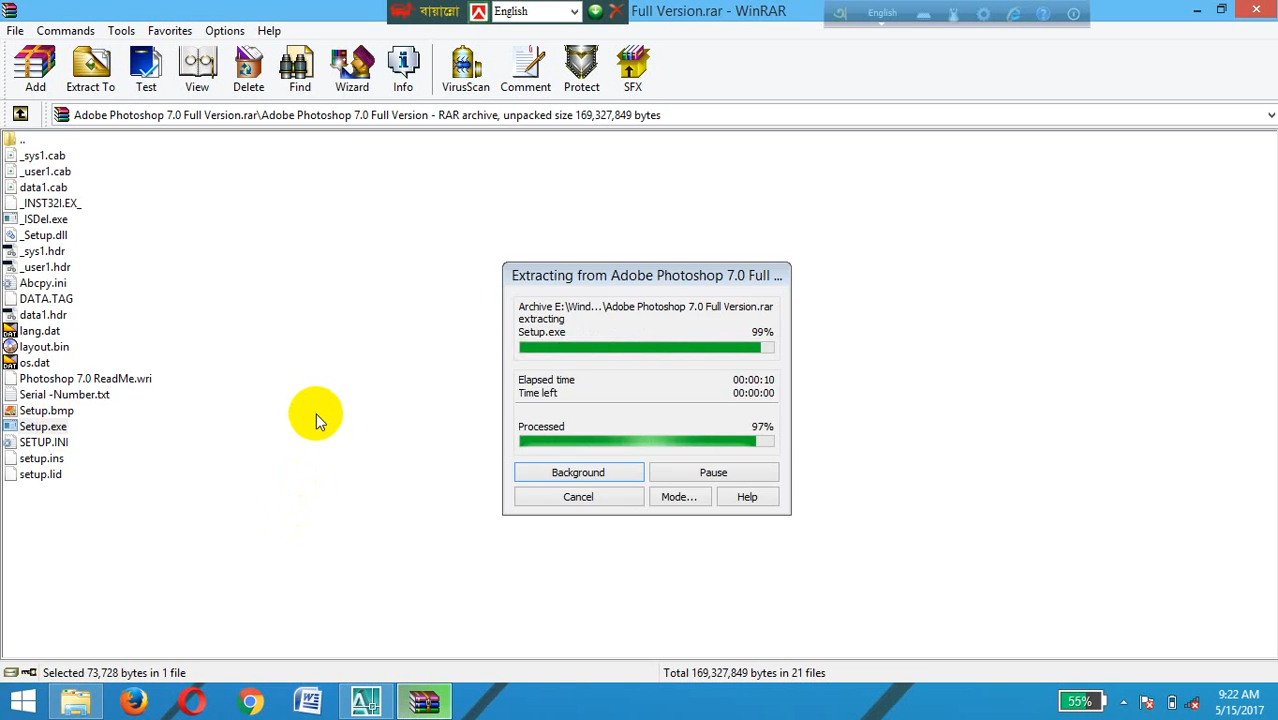 বায়ান্নো English Full Version.rar - WinRAR English
File Commands Tools Favorites Options Help
Add Extract To Test View Delete Find Wizard Info VirusScan Comment Protect SFX
Adobe Photoshop 7.0 Full Version.rar\Adobe Photoshop 7.0 Full Version - RAR archive, unpacked size 169,327,849 bytes
..
_sys1.cab
_user1.cab
data1.cab
_INST32I.EX_
_ISDel.exe
_Setup.dll
_sys1.hdr
_user1.hdr
Abcpy.ini
DATA.TAG
data1.hdr
lang.dat
layout.bin
os.dat
Photoshop 7.0 ReadMe.wri
Serial -Number.txt
Setup.bmp
Setup.exe
SETUP.INI
setup.ins
setup.lid
Extracting from Adobe Photoshop 7.0 Full ...
Archive E:\Wind...\Adobe Photoshop 7.0 Full Version.rar
extracting
Setup.exe 99%
Elapsed time 00:00:10
Time left 00:00:00
Processed 97%
Background Pause
Cancel Mode... Help
Selected 73,728 bytes in 1 file Total 169,327,849 bytes in 21 files
55% 9:22 AM
5/15/2017